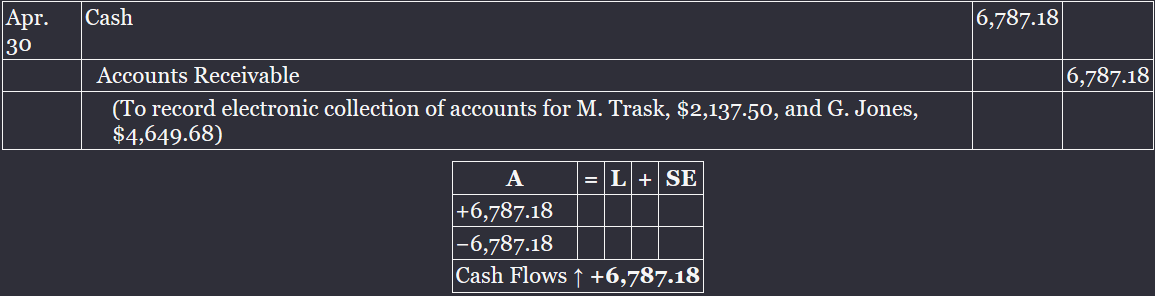 Apr. Cash 6,787.18
30
Accounts Receivable 6,787.18
(To record electronic collection of accounts for M. Trask, $2,137.50, and G. Jones,
$4,649.68)
A = L + SE
+6,787.18
−6,787.18
Cash Flows ↑ +6,787.18